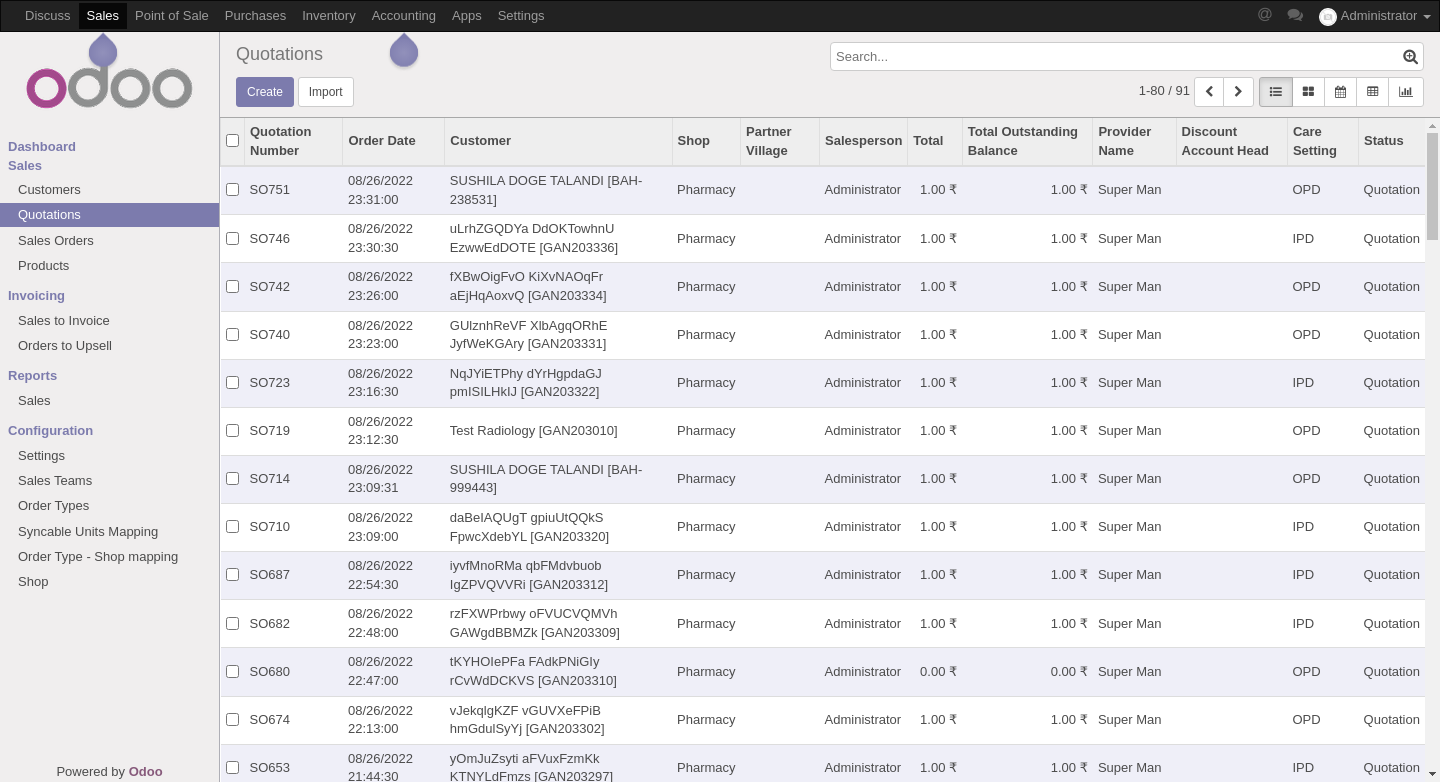 Discuss Sales Point of Sale Purchases Inventory Accounting Apps Settings @ Administrator
odoo
Quotations
Search...
Create Import
1-80 / 91
Dashboard
Sales
Customers
Quotations
Sales Orders
Products
Invoicing
Sales to Invoice
Orders to Upsell
Reports
Sales
Configuration
Settings
Sales Teams
Order Types
Syncable Units Mapping
Order Type - Shop mapping
Shop
Powered by Odoo
Quotation Number Order Date Customer Shop Partner Village Salesperson Total Total Outstanding Balance Provider Name Discount Account Head Care Setting Status
SO751 08/26/2022 23:31:00 SUSHILA DOGE TALANDI [BAH-238531] Pharmacy Administrator 1.00 ₹ 1.00 ₹ Super Man OPD Quotation
SO746 08/26/2022 23:30:30 uLrhZGQDYa DdOKTowhnU EzwwEdDOTE [GAN203336] Pharmacy Administrator 1.00 ₹ 1.00 ₹ Super Man IPD Quotation
SO742 08/26/2022 23:26:00 fXBwOigFvO KiXvNAOqFr aEjHqAoxvQ [GAN203334] Pharmacy Administrator 1.00 ₹ 1.00 ₹ Super Man OPD Quotation
SO740 08/26/2022 23:23:00 GUlznhReVF XlbAgqORhE JyfWeKGAry [GAN203331] Pharmacy Administrator 1.00 ₹ 1.00 ₹ Super Man OPD Quotation
SO723 08/26/2022 23:16:30 NqJYiETPhy dYrHgpdaGJ pmISILHkIJ [GAN203322] Pharmacy Administrator 1.00 ₹ 1.00 ₹ Super Man IPD Quotation
SO719 08/26/2022 23:12:30 Test Radiology [GAN203010] Pharmacy Administrator 1.00 ₹ 1.00 ₹ Super Man OPD Quotation
SO714 08/26/2022 23:09:31 SUSHILA DOGE TALANDI [BAH-999443] Pharmacy Administrator 1.00 ₹ 1.00 ₹ Super Man OPD Quotation
SO710 08/26/2022 23:09:00 daBeIAQUgT gpiuUtQQkS FpwcXdebYL [GAN203320] Pharmacy Administrator 1.00 ₹ 1.00 ₹ Super Man IPD Quotation
SO687 08/26/2022 22:54:30 iyvfMnoRMa qbFMdvbuob IgZPVQVVRi [GAN203312] Pharmacy Administrator 1.00 ₹ 1.00 ₹ Super Man IPD Quotation
SO682 08/26/2022 22:48:00 rzFXWPrbwy oFVUCVQMVh GAWgdBBMZk [GAN203309] Pharmacy Administrator 1.00 ₹ 1.00 ₹ Super Man IPD Quotation
SO680 08/26/2022 22:47:00 tKYHOIePFa FAdkPNiGIy rCvWdDCKVS [GAN203310] Pharmacy Administrator 0.00 ₹ 0.00 ₹ Super Man OPD Quotation
SO674 08/26/2022 22:13:00 vJekqlgKZF vGUVXeFPiB hmGdulSyYj [GAN203302] Pharmacy Administrator 1.00 ₹ 1.00 ₹ Super Man OPD Quotation
SO653 08/26/2022 21:44:30 yOmJuZsyti aFVuxFzmKk KTNYLdFmzs [GAN203297] Pharmacy Administrator 1.00 ₹ 1.00 ₹ Super Man IPD Quotation